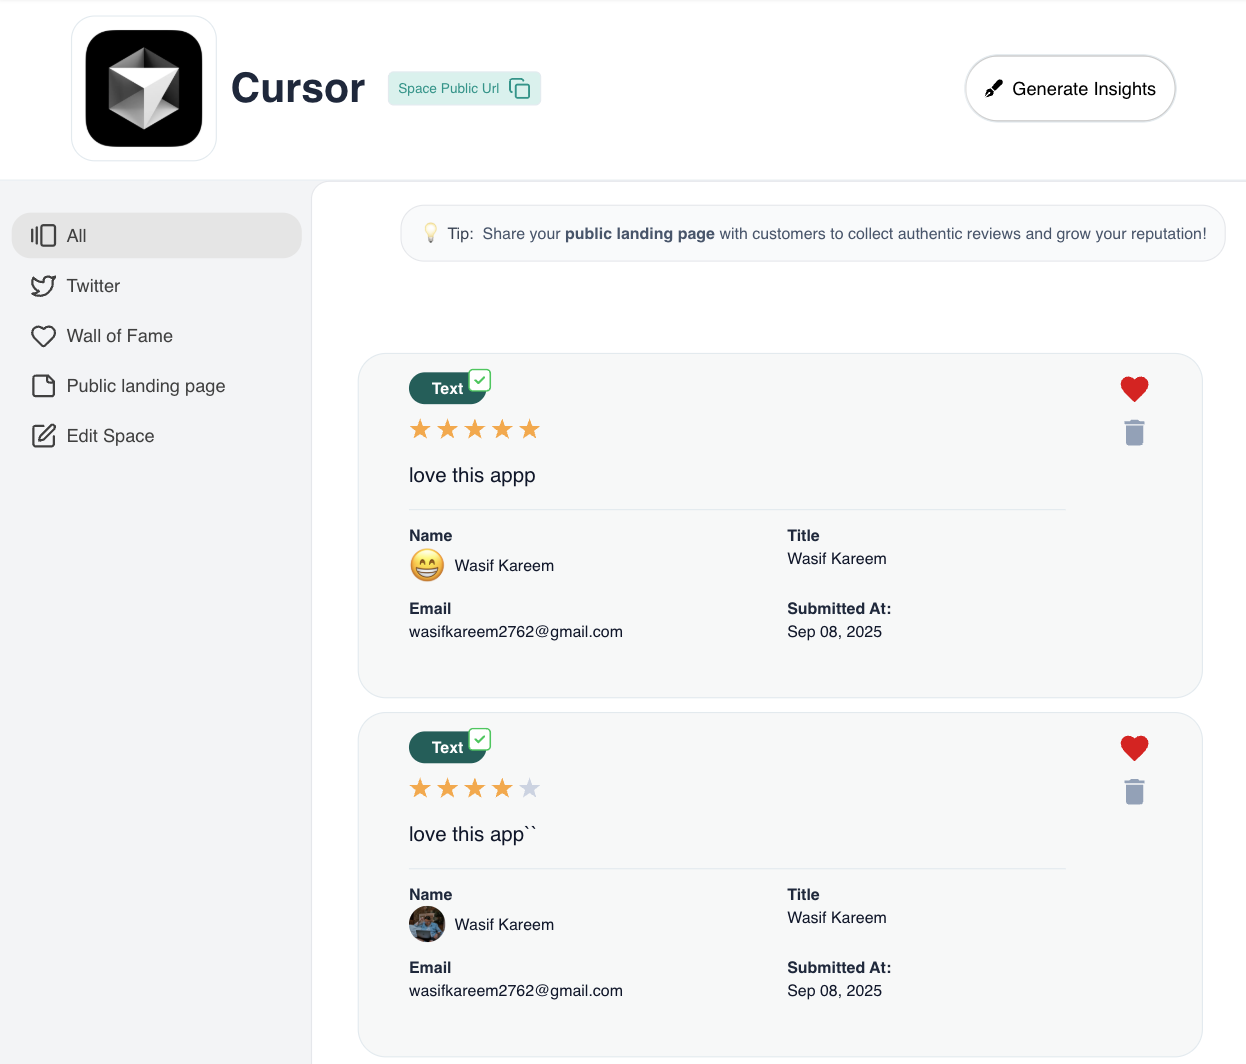 Cursor
Space Public Url
Generate Insights
All
Twitter
Wall of Fame
Public landing page
Edit Space
Tip: Share your public landing page with customers to collect authentic reviews and grow your reputation!
Text
love this appp
Name
Title
Wasif Kareem
Wasif Kareem
Email
Submitted At:
wasifkareem2762@gmail.com
Sep 08, 2025
Text
love this app``
Name
Title
Wasif Kareem
Wasif Kareem
Email
Submitted At:
wasifkareem2762@gmail.com
Sep 08, 2025